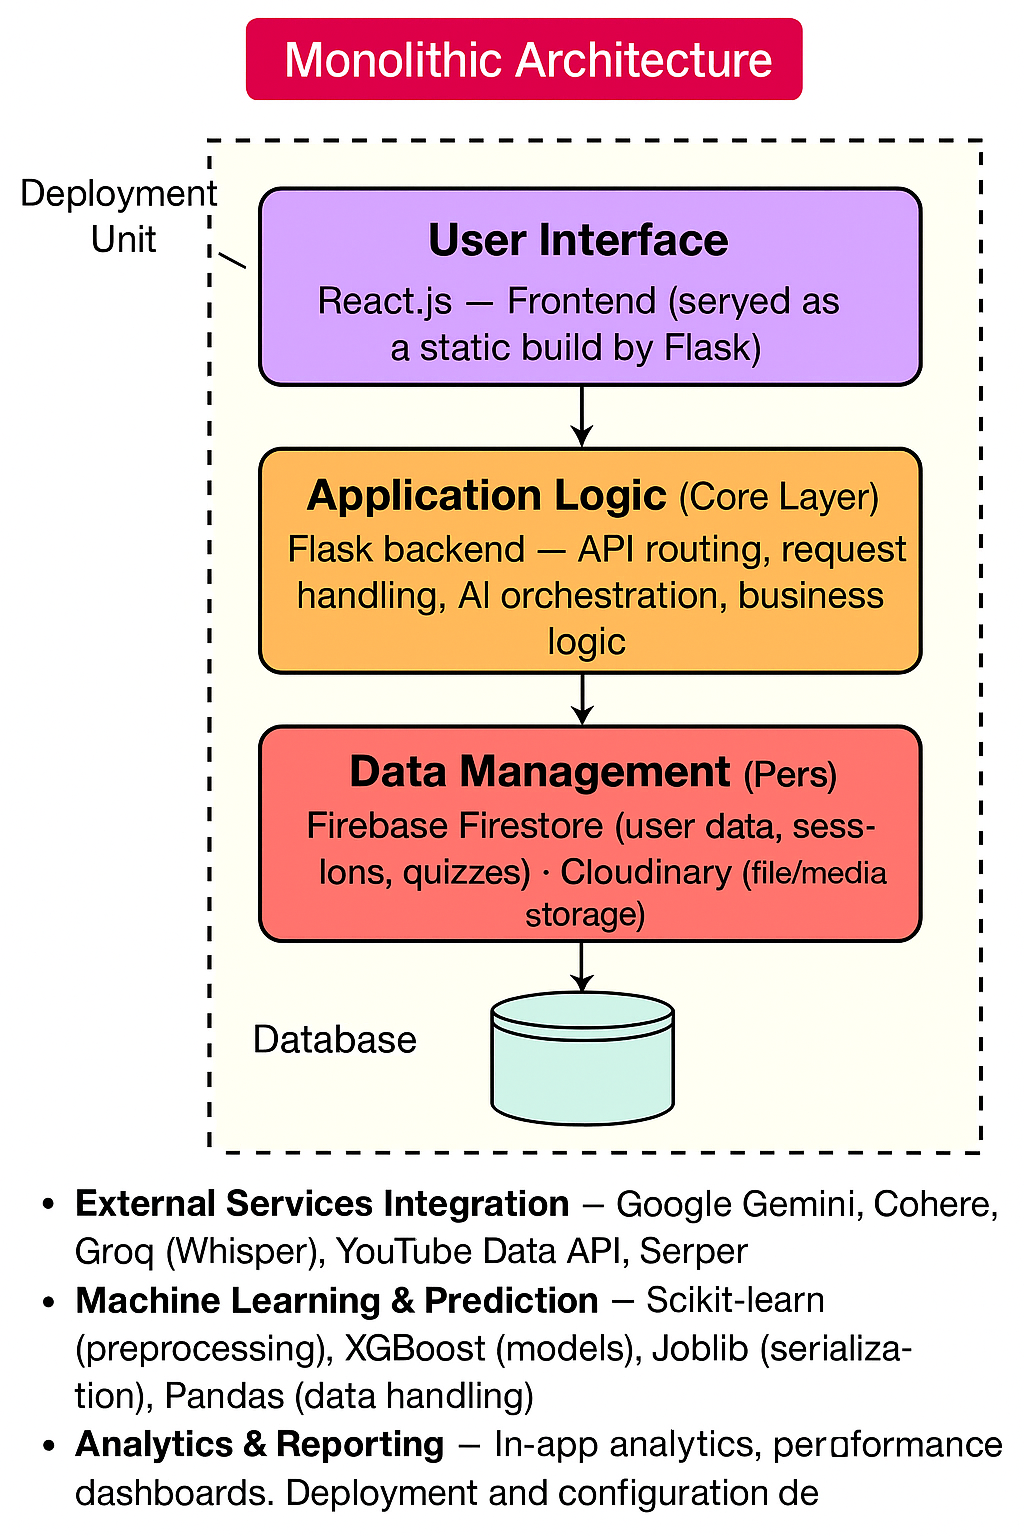 Monolithic Architecture
Deployment
Unit
User Interface
React.js — Frontend (seryed as
a static build by Flask)
Application Logic (Core Layer)
Flask backend — API routing, request
handling, AI orchestration, business
logic
Data Management (Pers)
Firebase Firestore (user data, sess-
lons, quizzes) · Cloudinary (file/media
storage)
Database
• External Services Integration – Google Gemini, Cohere,
Groq (Whisper), YouTube Data API, Serper
• Machine Learning & Prediction – Scikit-learn
(preprocessing), XGBoost (models), Joblib (serializa-
tion), Pandas (data handling)
• Analytics & Reporting – In-app analytics, per▯formance
dashboards. Deployment and configuration de